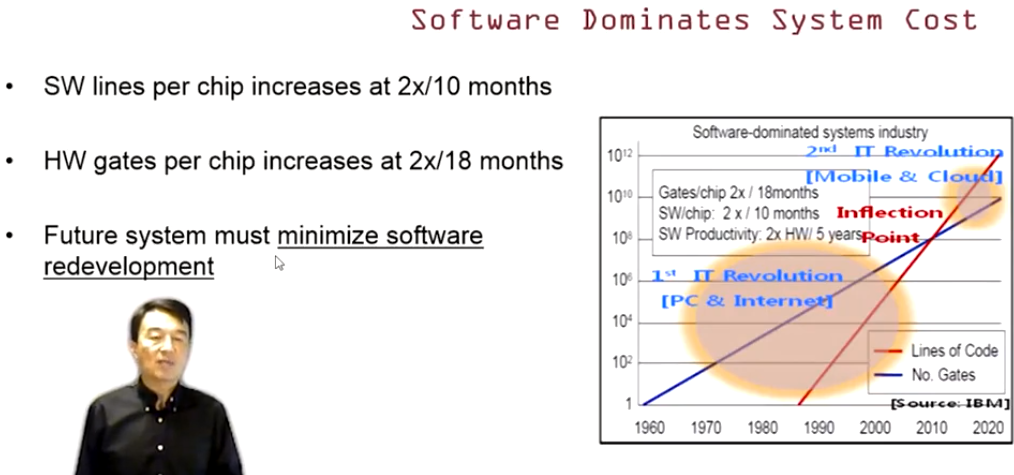 Software Dominates System Cost
• SW lines per chip increases at 2x/10 months
• HW gates per chip increases at 2x/18 months
• Future system must minimize software
redevelopment
Software-dominated systems industry
2nd IT Revolution
[Mobile & Cloud]
Gates/chip 2x / 18months
SW/chip: 2 x / 10 months
SW Productivity: 2x HW/ 5 years
Inflection
Point
1st IT Revolution
[PC & Internet]
10^12
10^10
10^8
10^6
10^4
10^2
1
Lines of Code
No. Gates
[Source: IBM]
1960 1970 1980 1990 2000 2010 2020